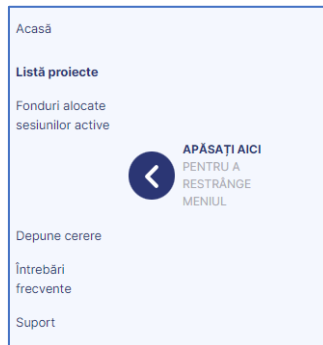 Acasă
Listă proiecte
Fonduri alocate
sesiunilor active
APĂSAȚI AICI
PENTRU A
RESTRÂNGE
MENIUL
Depune cerere
Întrebări
frecvente
Suport